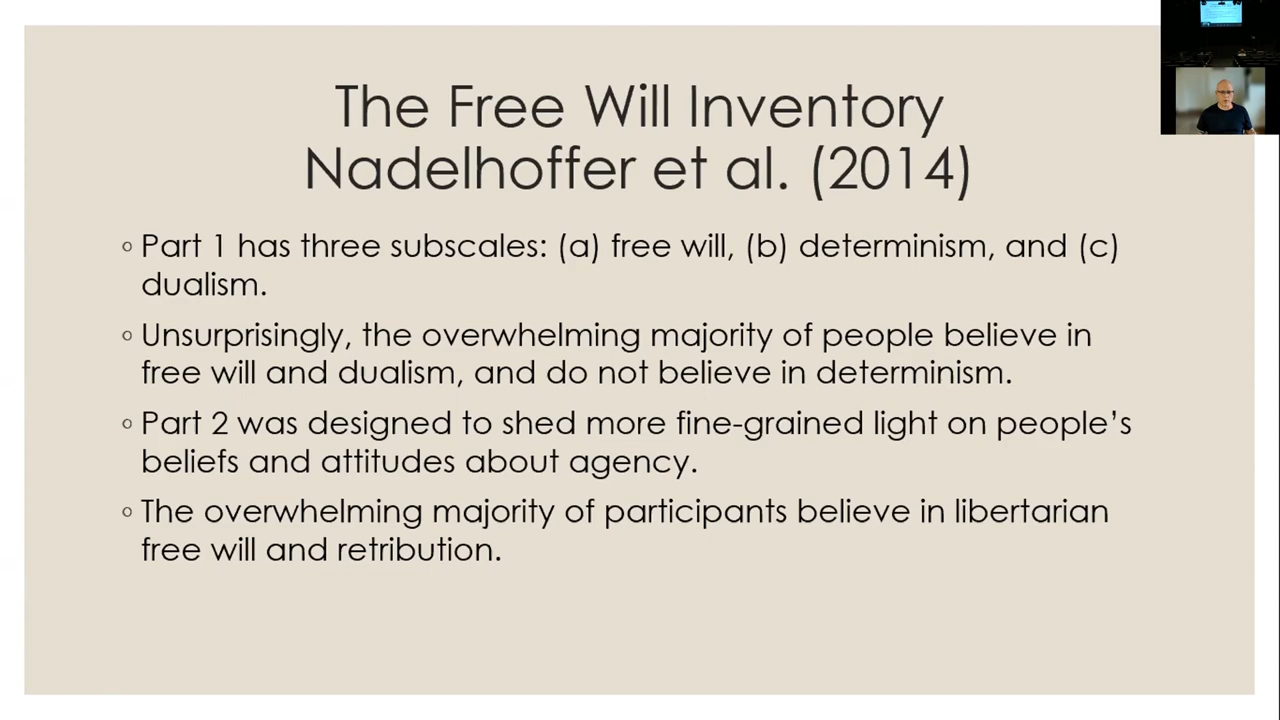 The Free Will Inventory
Nadelhoffer et al. (2014)
◦ Part 1 has three subscales: (a) free will, (b) determinism, and (c)
dualism.
◦ Unsurprisingly, the overwhelming majority of people believe in
free will and dualism, and do not believe in determinism.
◦ Part 2 was designed to shed more fine-grained light on people’s
beliefs and attitudes about agency.
◦ The overwhelming majority of participants believe in libertarian
free will and retribution.